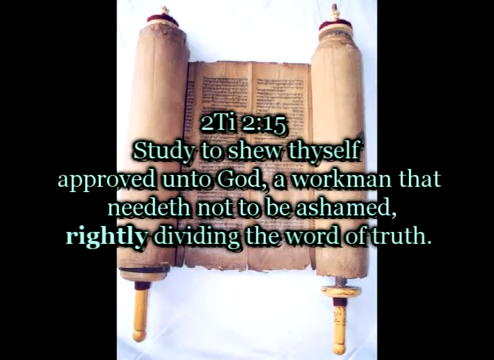 2Ti 2:15
Study to shew thyself
approved unto God, a workman that
needeth not to be ashamed,
rightly dividing the word of truth.